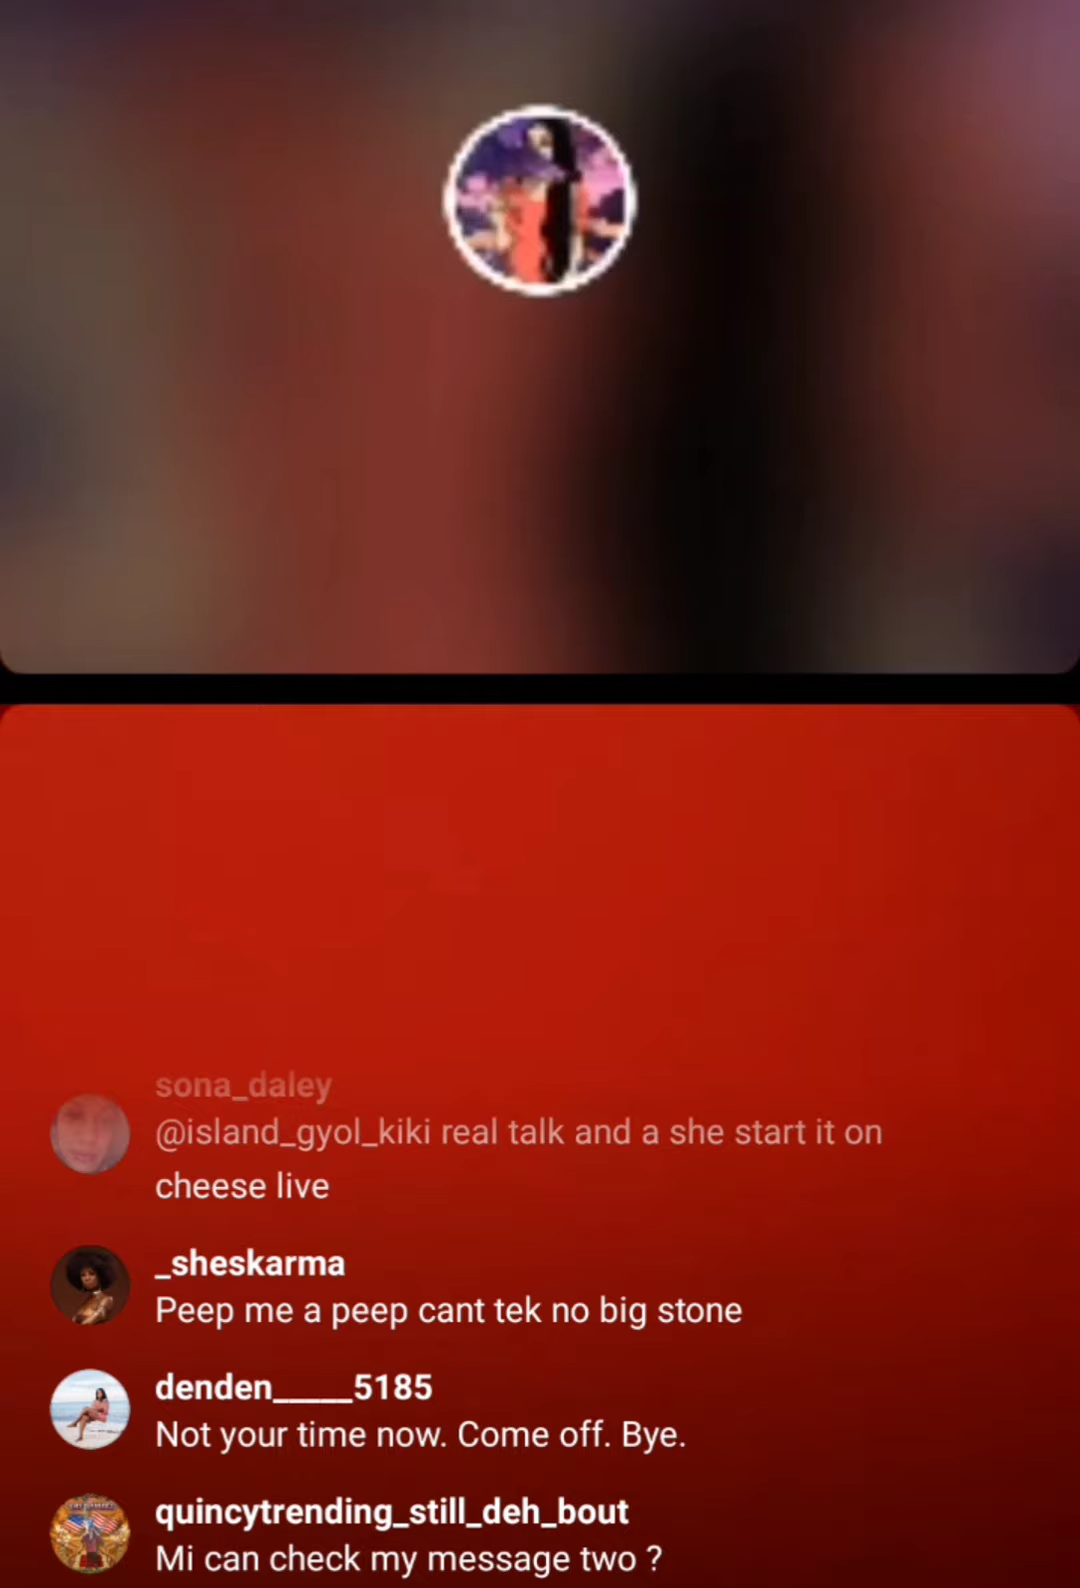 sona_daley
@island_gyol_kiki real talk and a she start it on
cheese live
_sheskarma
Peep me a peep cant tek no big stone
denden_____5185
Not your time now. Come off. Bye.
quincytrending_still_deh_bout
Mi can check my message two ?